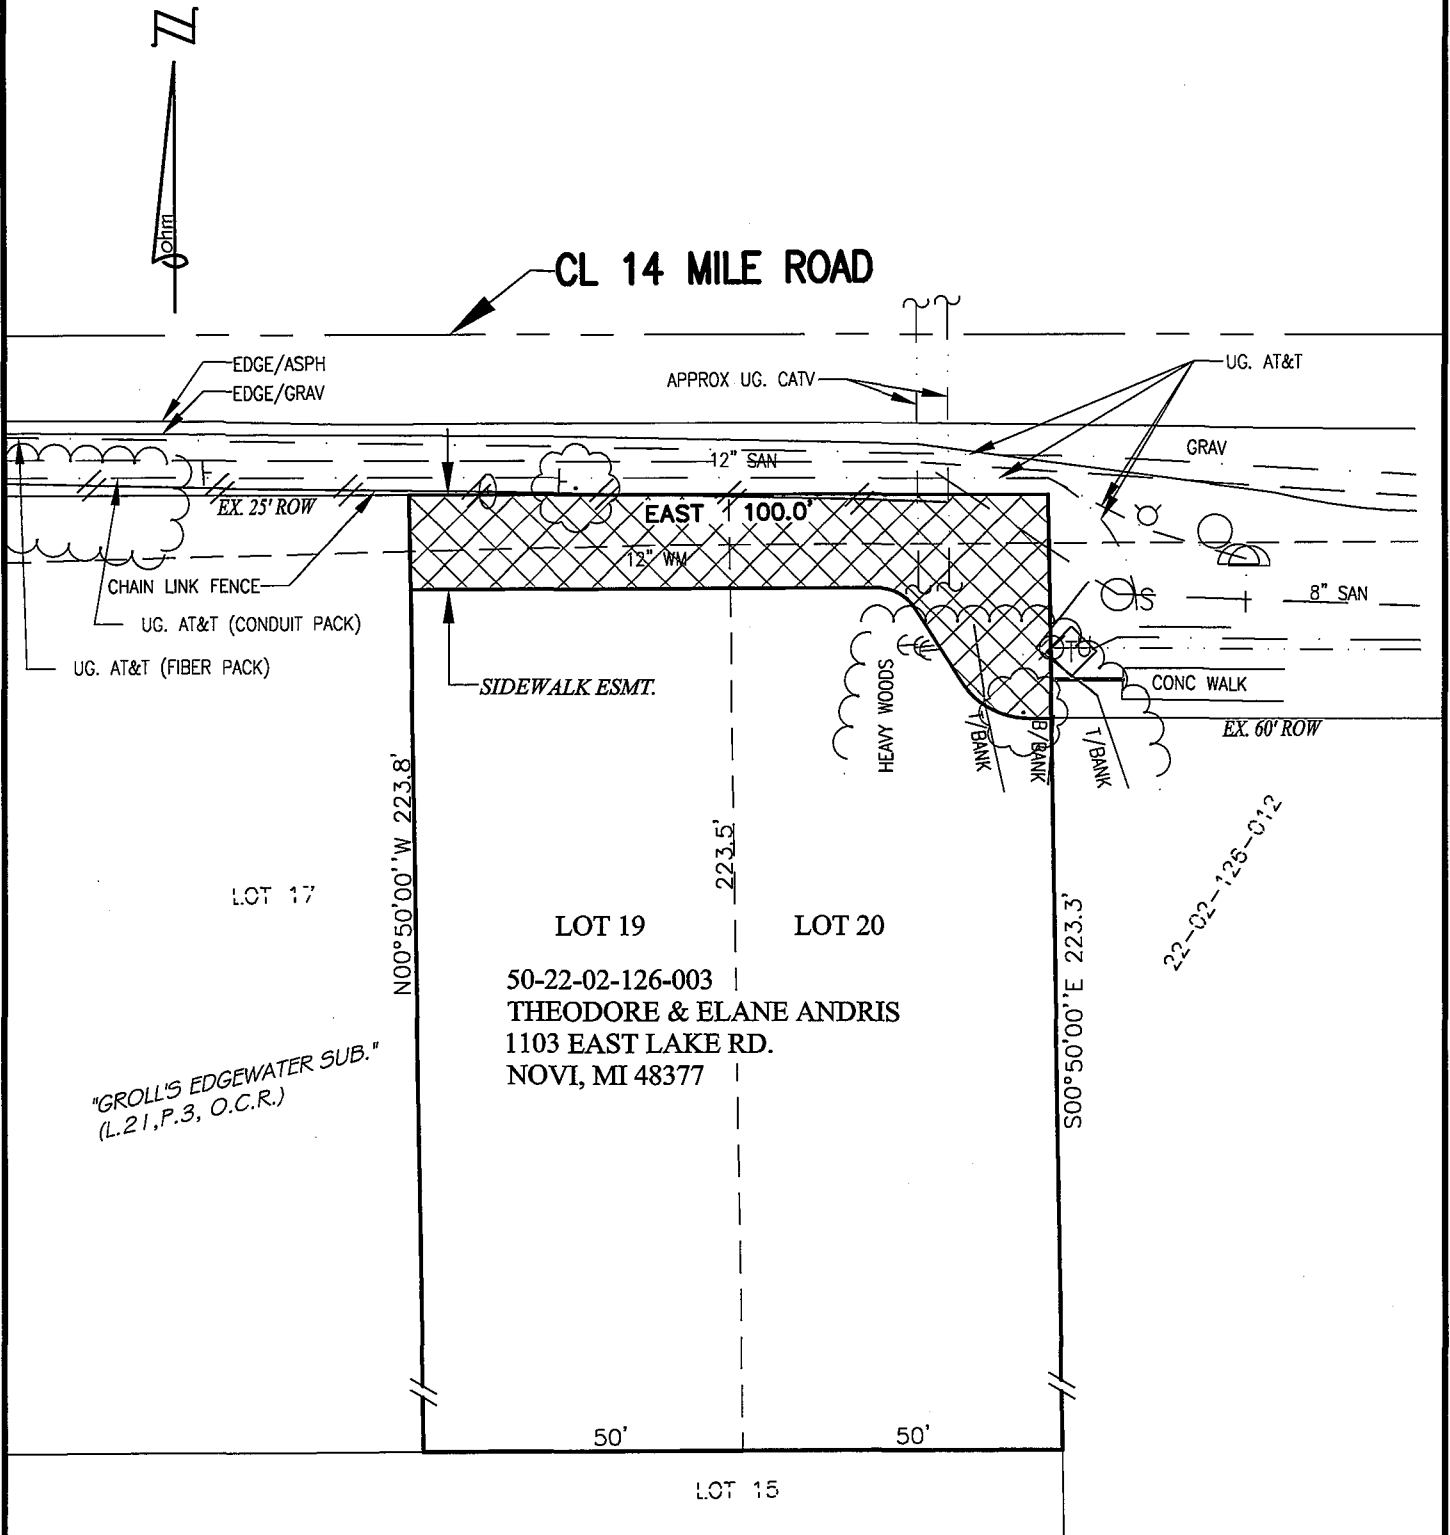 Z
ohm
CL 14 MILE ROAD
EDGE/ASPH
EDGE/GRAV
APPROX UG. CATV
UG. AT&T
GRAV
12" SAN
EX. 25' ROW
EAST 100.0'
12" WM
CHAIN LINK FENCE
UG. AT&T (CONDUIT PACK)
UG. AT&T (FIBER PACK)
S
8" SAN
SIDEWALK ESMT.
HEAVY WOODS
T/BANK
B/BANK
T/BANK
CONC WALK
EX. 60' ROW
N00°50'00''W 223.8'
223.5'
S00°50'00''E 223.3'
22-02-126-012
LOT 17
LOT 19
LOT 20
50-22-02-126-003
THEODORE & ELANE ANDRIS
1103 EAST LAKE RD.
NOVI, MI 48377
"GROLL'S EDGEWATER SUB."
(L.21,P.3, O.C.R.)
50'
50'
LOT 15